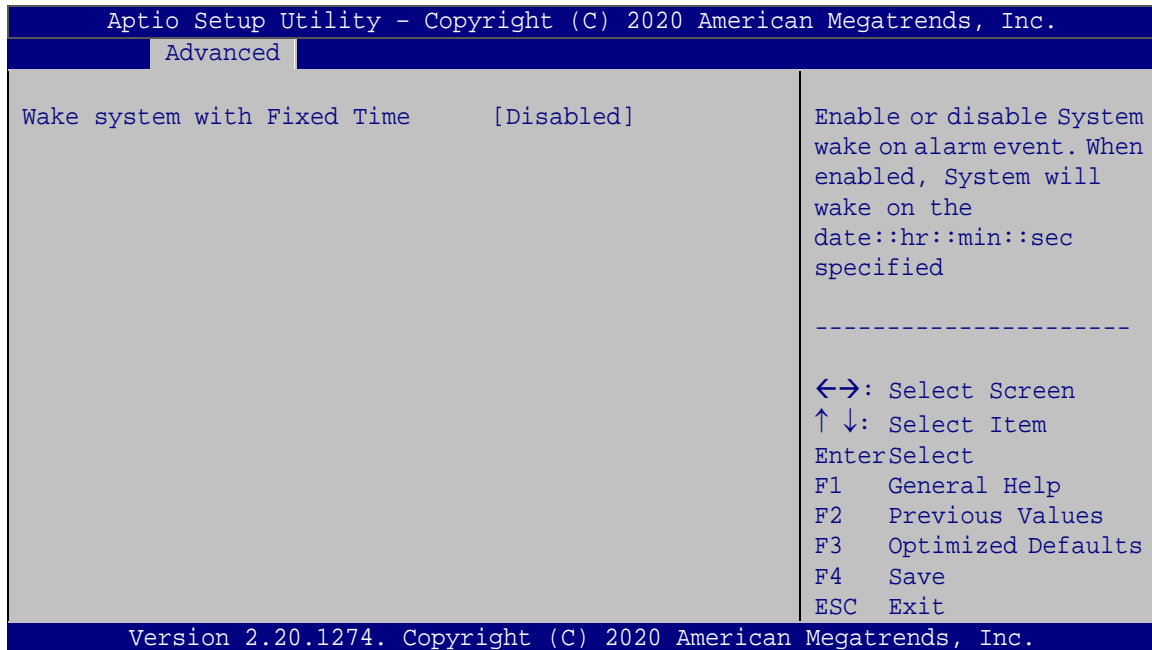 Aptio Setup Utility – Copyright (C) 2020 American Megatrends, Inc.
Advanced
Wake system with Fixed Time [Disabled]
Enable or disable System
wake on alarm event. When
enabled, System will
wake on the
date::hr::min::sec
specified
----------------------
←→: Select Screen
↑ ↓: Select Item
EnterSelect
F1 General Help
F2 Previous Values
F3 Optimized Defaults
F4 Save
ESC Exit
Version 2.20.1274. Copyright (C) 2020 American Megatrends, Inc.